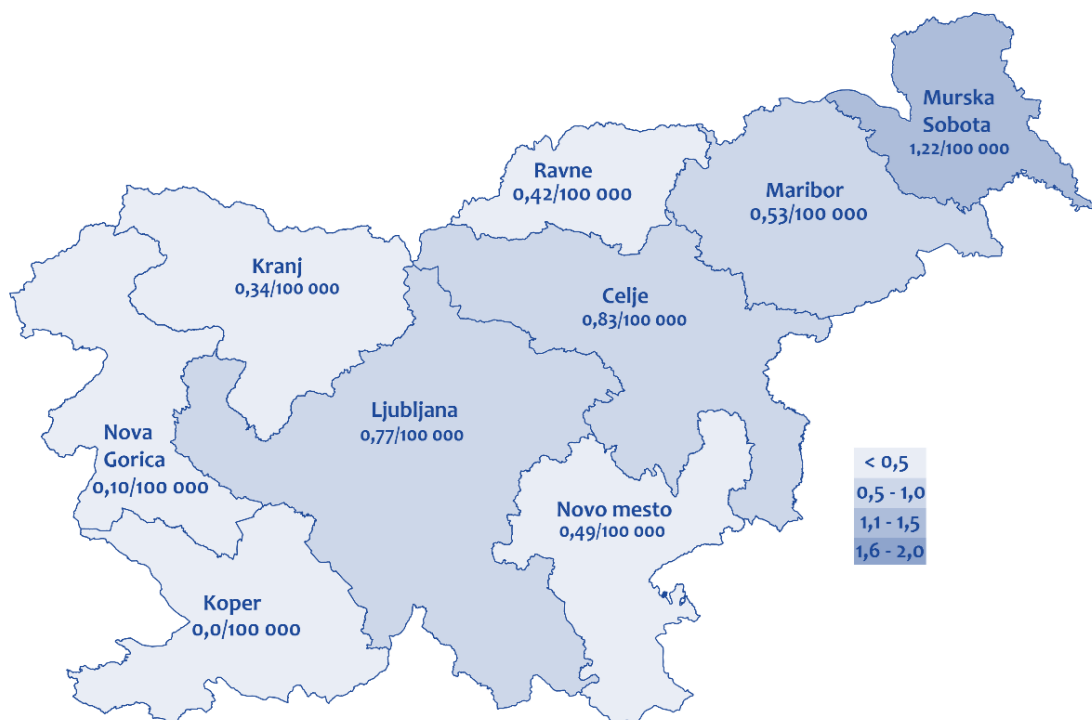 Murska
Sobota
1,22/100 000
Ravne
0,42/100 000
Maribor
0,53/100 000
Kranj
0,34/100 000
Celje
0,83/100 000
Ljubljana
0,77/100 000
Nova
Gorica
0,10/100 000
Novo mesto
0,49/100 000
Koper
0,0/100 000
< 0,5
0,5 - 1,0
1,1 - 1,5
1,6 - 2,0